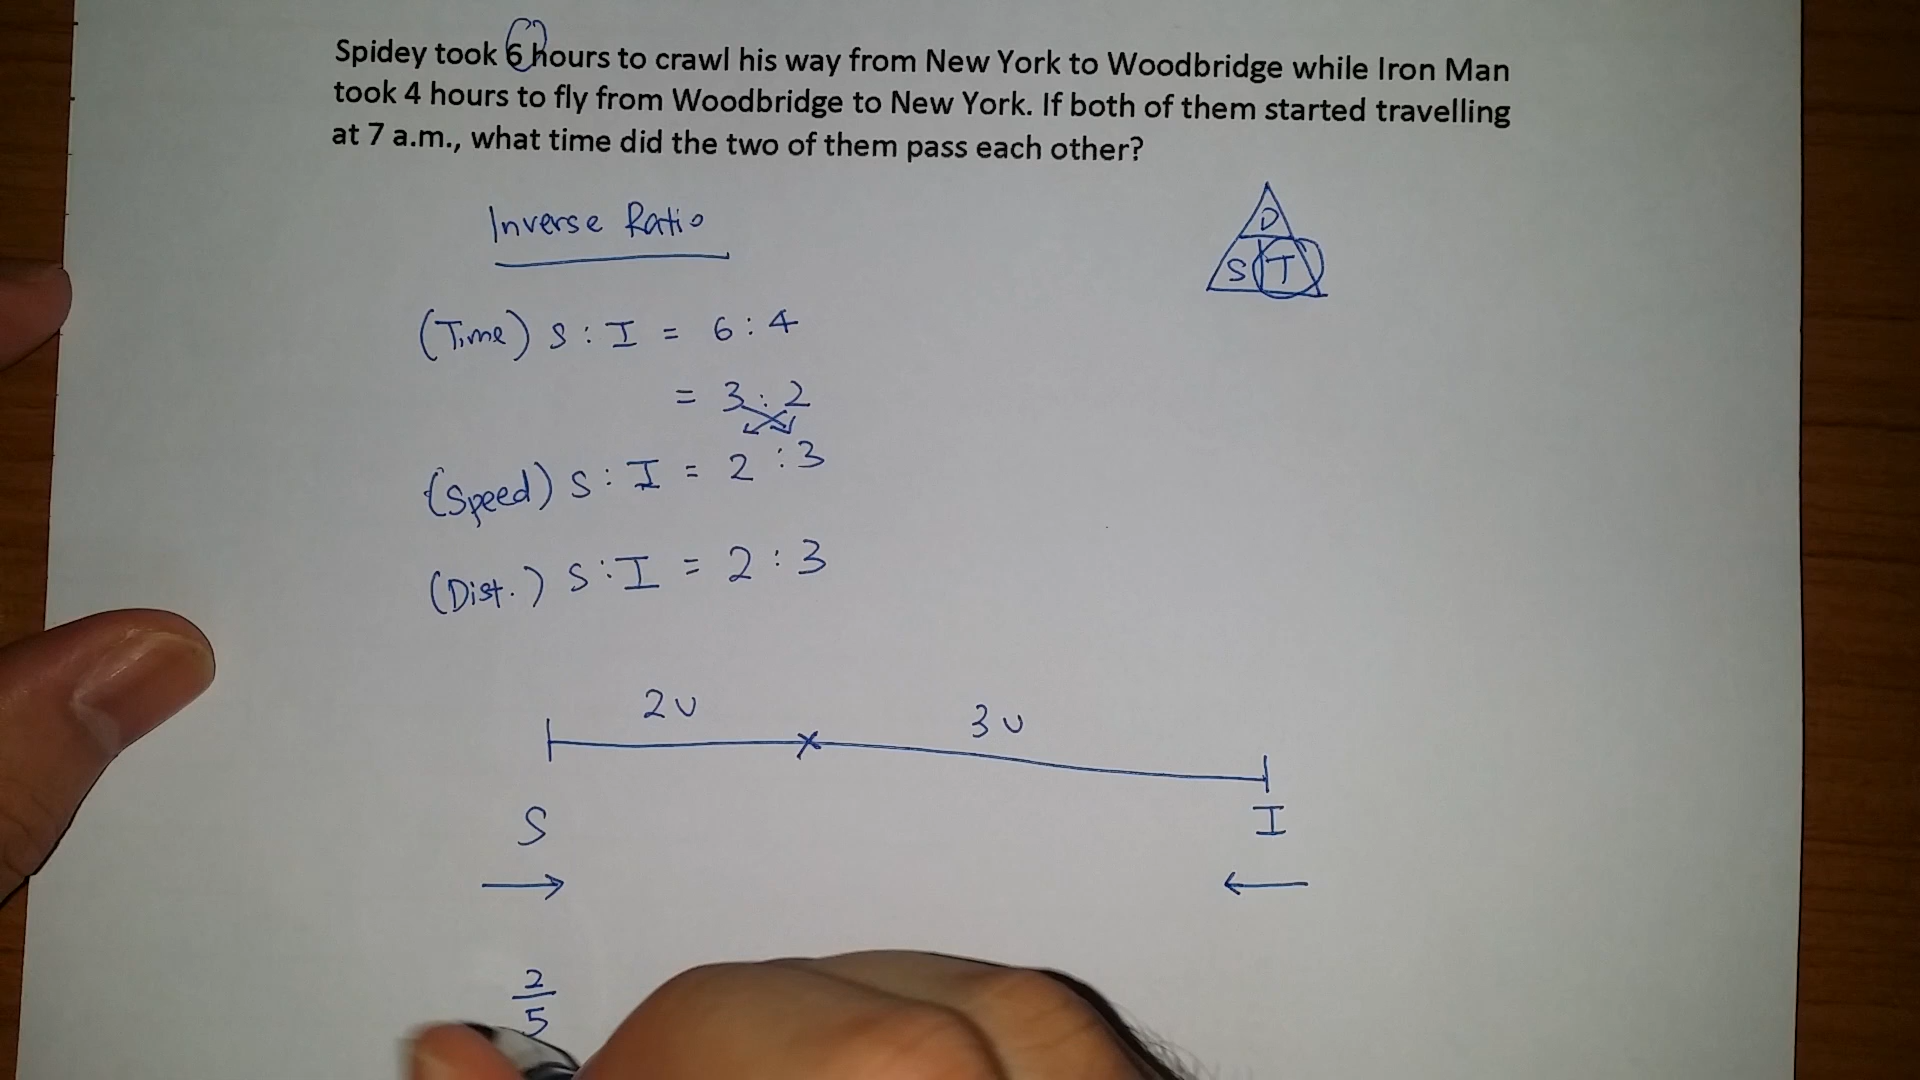 Spidey took 6 hours to crawl his way from New York to Woodbridge while Iron Man
took 4 hours to fly from Woodbridge to New York. If both of them started travelling
at 7 a.m., what time did the two of them pass each other?
Inverse Ratio
D
S T
(Time) S : I = 6 : 4
= 3 : 2
(Speed) S : I = 2 : 3
(Dist.) S : I = 2 : 3
2u 3u
S I
2
5